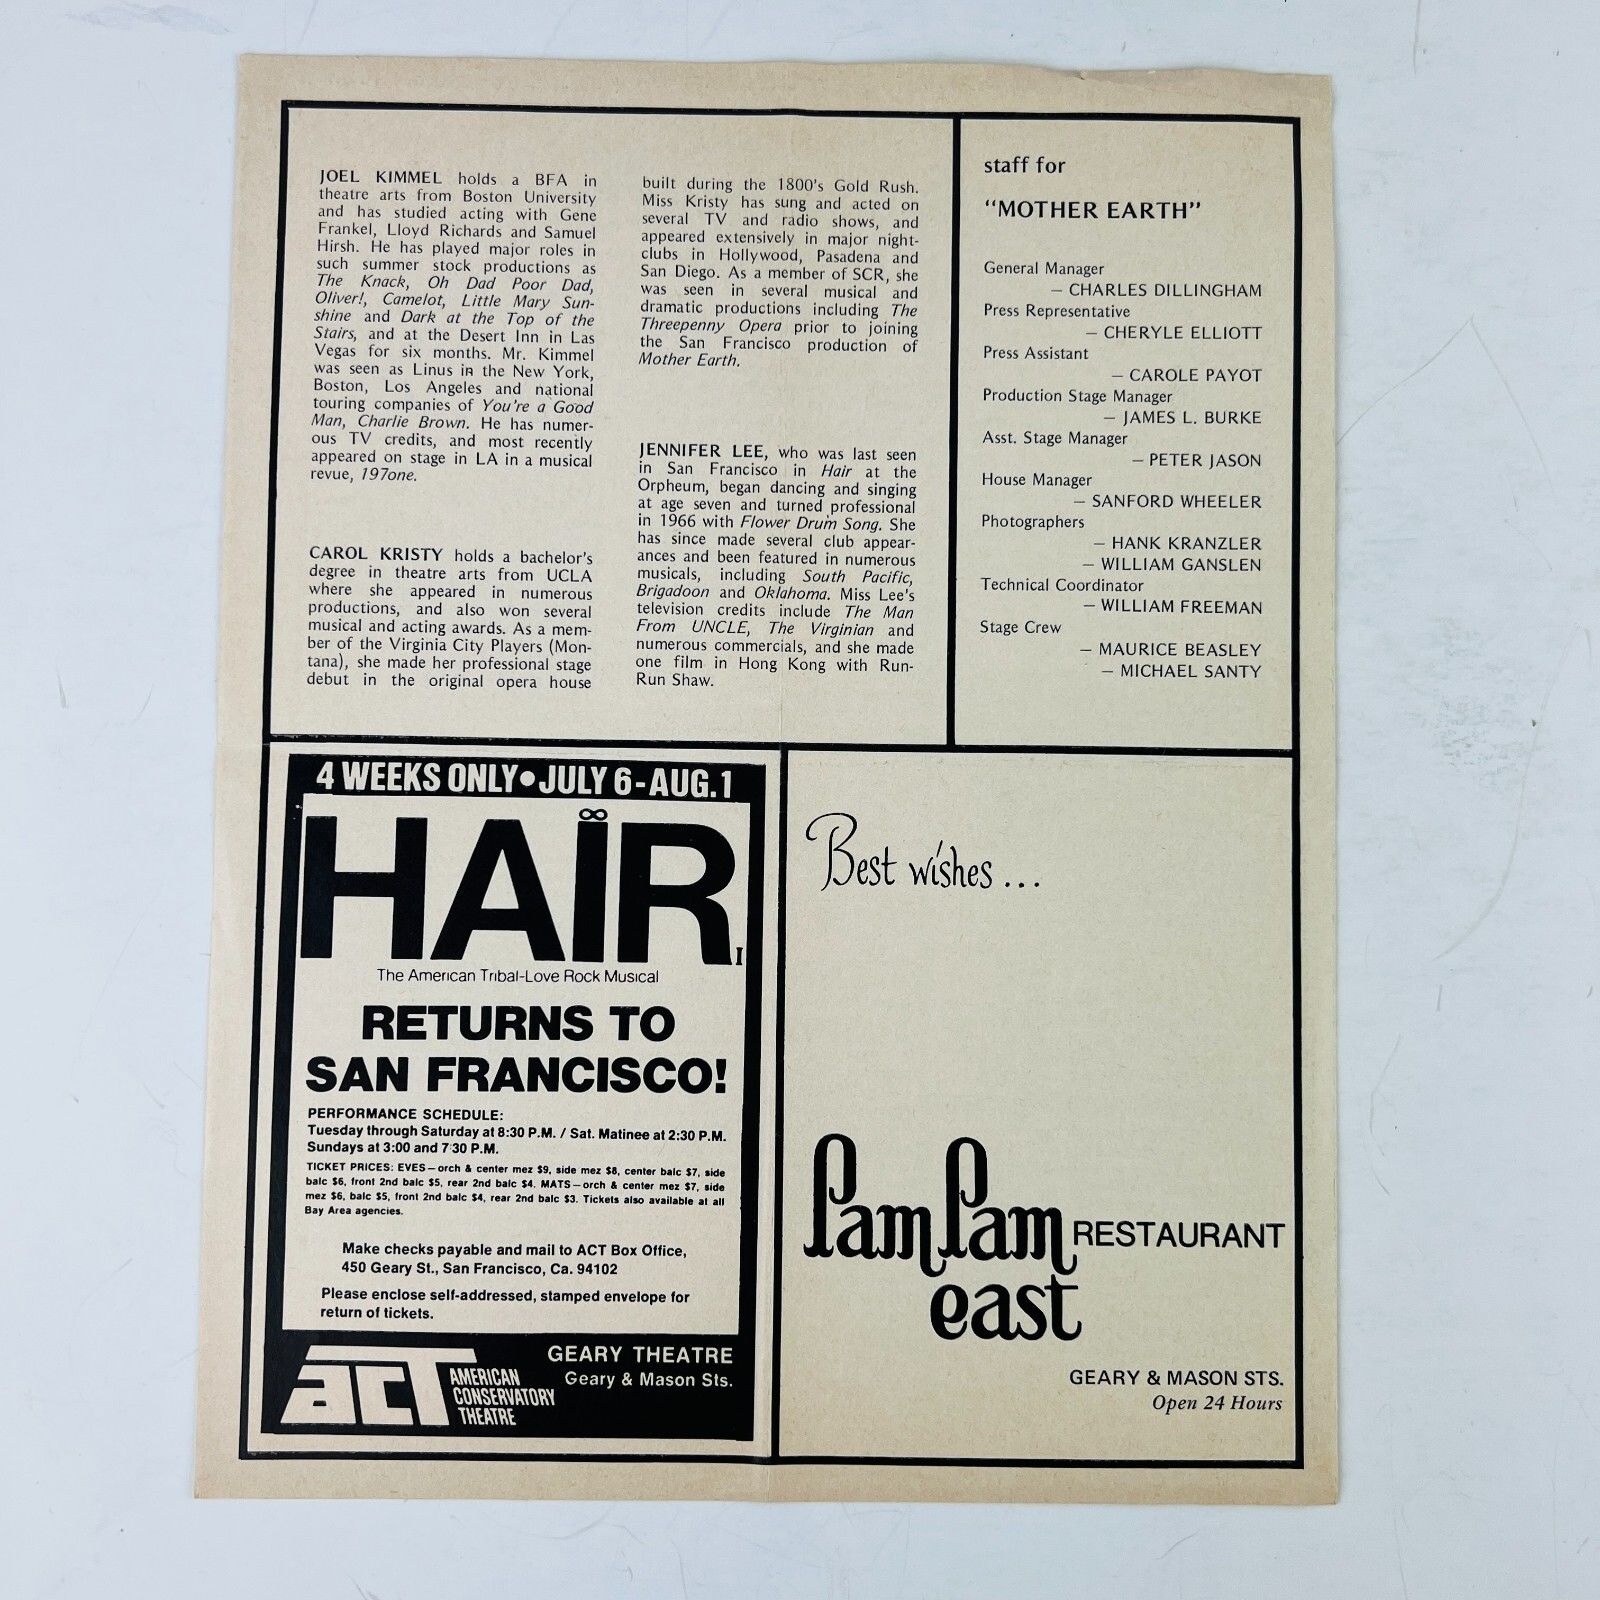 JOEL KIMMEL holds a BFA in
theatre arts from Boston University
and has studied acting with Gene
Frankel, Lloyd Richards and Samuel
Hirsh. He has played major roles in
such summer stock productions as
The Knack, Oh Dad Poor Dad,
Oliver!, Camelot, Little Mary Sun-
shine and Dark at the Top of the
Stairs, and at the Desert Inn in Las
Vegas for six months. Mr. Kimmel
was seen as Linus in the New York,
Boston, Los Angeles and national
touring companies of You're a Good
Man, Charlie Brown. He has numer-
ous TV credits, and most recently
appeared on stage in LA in a musical
revue, 197one.
CAROL KRISTY holds a bachelor's
degree in theatre arts from UCLA
where she appeared in numerous
productions, and also won several
musical and acting awards. As a mem-
ber of the Virginia City Players (Mon-
tana), she made her professional stage
debut in the original opera house
built during the 1800's Gold Rush.
Miss Kristy has sung and acted on
several TV and radio shows, and
appeared extensively in major night-
clubs in Hollywood, Pasadena and
San Diego. As a member of SCR, she
was seen in several musical and
dramatic productions including The
Threepenny Opera prior to joining
the San Francisco production of
Mother Earth.
JENNIFER LEE, who was last seen
in San Francisco in Hair at the
Orpheum, began dancing and singing
at age seven and turned professional
in 1966 with Flower Drum Song. She
has since made several club appear-
ances and been featured in numerous
musicals, including South Pacific,
Brigadoon and Oklahoma. Miss Lee's
television credits include The Man
From UNCLE, The Virginian and
numerous commercials, and she made
one film in Hong Kong with Run-
Run Shaw.
staff for
"MOTHER EARTH"
General Manager
— CHARLES DILLINGHAM
Press Representative
— CHERYLE ELLIOTT
Press Assistant
— CAROLE PAYOT
Production Stage Manager
— JAMES L. BURKE
Asst. Stage Manager
— PETER JASON
House Manager
— SANFORD WHEELER
Photographers
— HANK KRANZLER
— WILLIAM GANSLEN
Technical Coordinator
— WILLIAM FREEMAN
Stage Crew
— MAURICE BEASLEY
— MICHAEL SANTY
4 WEEKS ONLY • JULY 6 - AUG. 1
HAIR
The American Tribal-Love Rock Musical
RETURNS TO
SAN FRANCISCO!
PERFORMANCE SCHEDULE:
Tuesday through Saturday at 8:30 P.M. / Sat. Matinee at 2:30 P.M.
Sundays at 3:00 and 7:30 P.M.
TICKET PRICES: EVES — orch & center mez $9, side mez $8, center balc $7, side
balc $6, front 2nd balc $5, rear 2nd balc $4. MATS — orch & center mez $7, side
mez $6, balc $5, front 2nd balc $4, rear 2nd balc $3. Tickets also available at all
Bay Area agencies.
Make checks payable and mail to ACT Box Office,
450 Geary St., San Francisco, Ca. 94102
Please enclose self-addressed, stamped envelope for
return of tickets.
ACT
AMERICAN
CONSERVATORY
THEATRE
GEARY THEATRE
Geary & Mason Sts.
Best wishes ...
Pam Pam RESTAURANT
east
GEARY & MASON STS.
Open 24 Hours